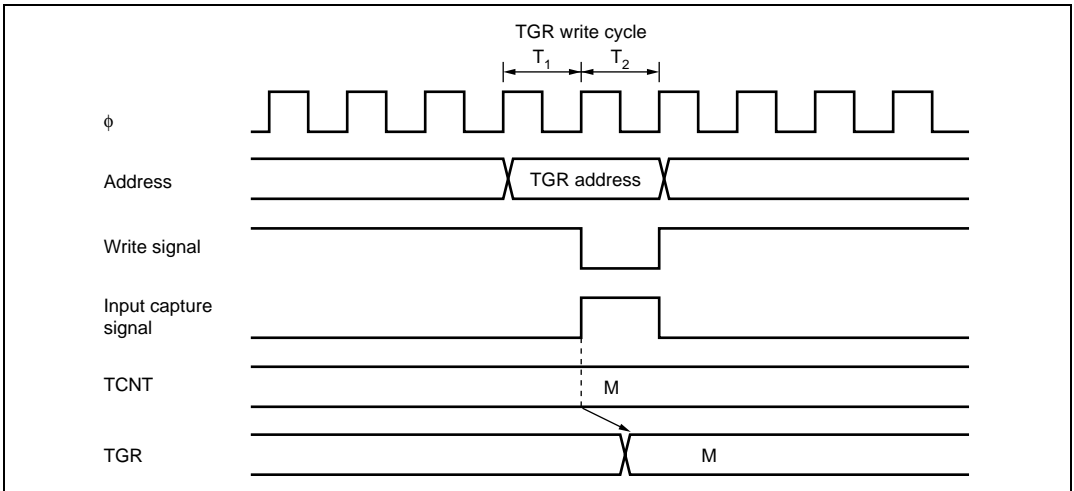 TGR write cycle
T1 T2
ϕ
Address
TGR address
Write signal
Input capture
signal
TCNT
M
TGR
M